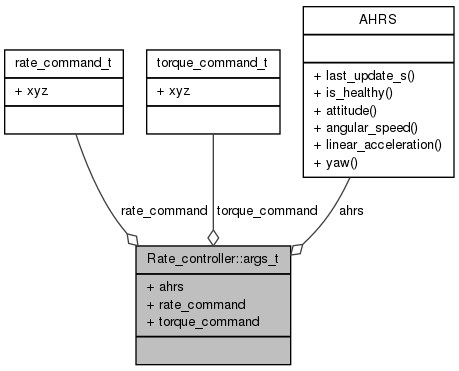 AHRS
+ last_update_s()
+ is_healthy()
+ attitude()
+ angular_speed()
+ linear_acceleration()
+ yaw()
rate_command_t
+ xyz
torque_command_t
+ xyz
rate_command
torque_command
ahrs
Rate_controller::args_t
+ ahrs
+ rate_command
+ torque_command